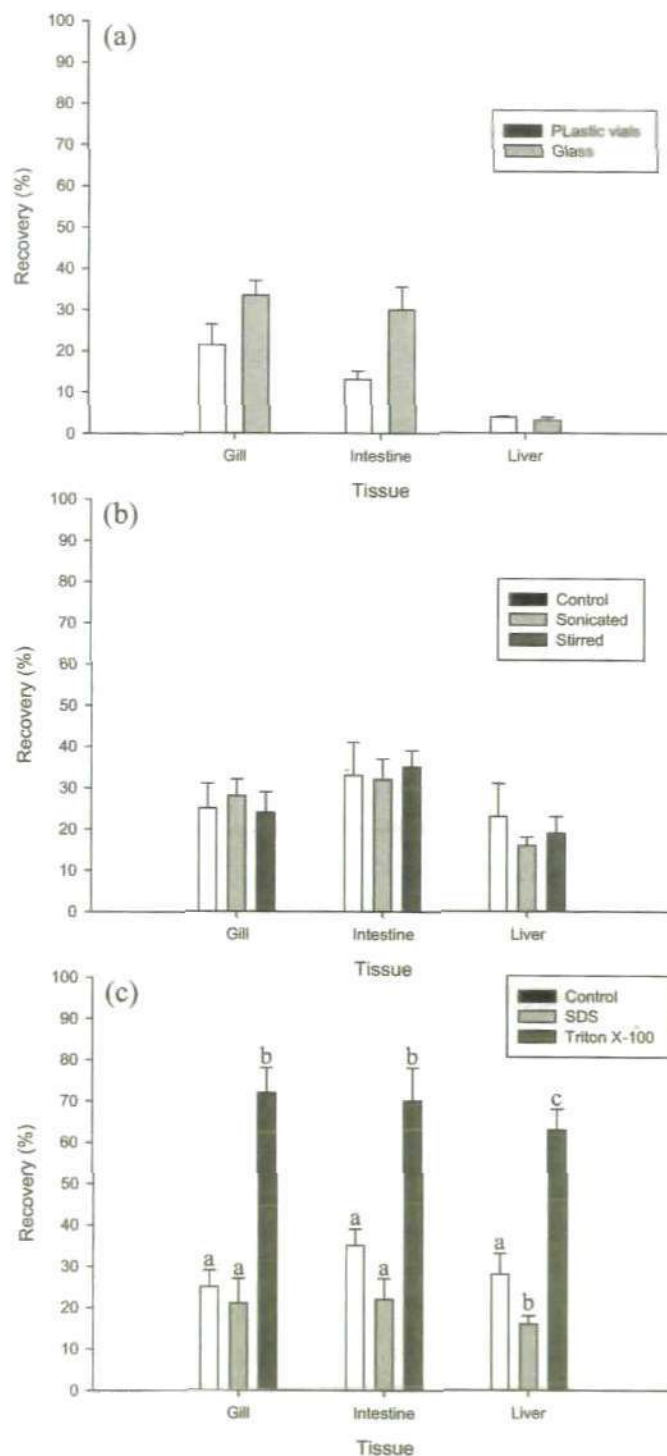 (a)
100
90
80
70
60
50
40
30
20
10
0
Recovery (%)
PLastic vials
Glass
Gill Intestine Liver
Tissue
(b)
100
90
80
70
60
50
40
30
20
10
0
Recovery (%)
Control
Sonicated
Stirred
Gill Intestine Liver
Tissue
(c)
100
90
80
70
60
50
40
30
20
10
0
Recovery (%)
Control
SDS
Triton X-100
a a b a a b a b c
Gill Intestine Liver
Tissue